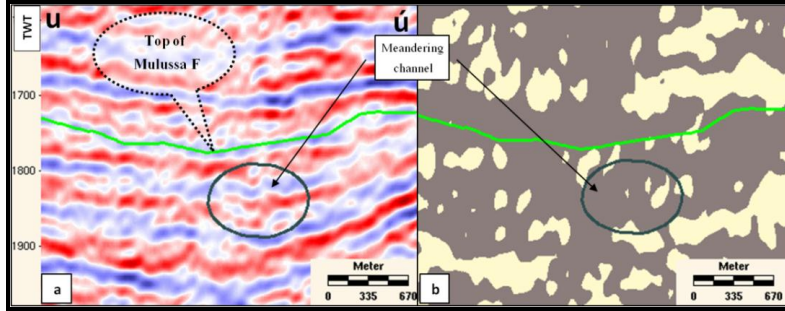 TWT
u
Top of
Mulussa F
ú
Meandering
channel
1700
1800
1900
Meter
0 335 670
a
Meter
0 335 670
b